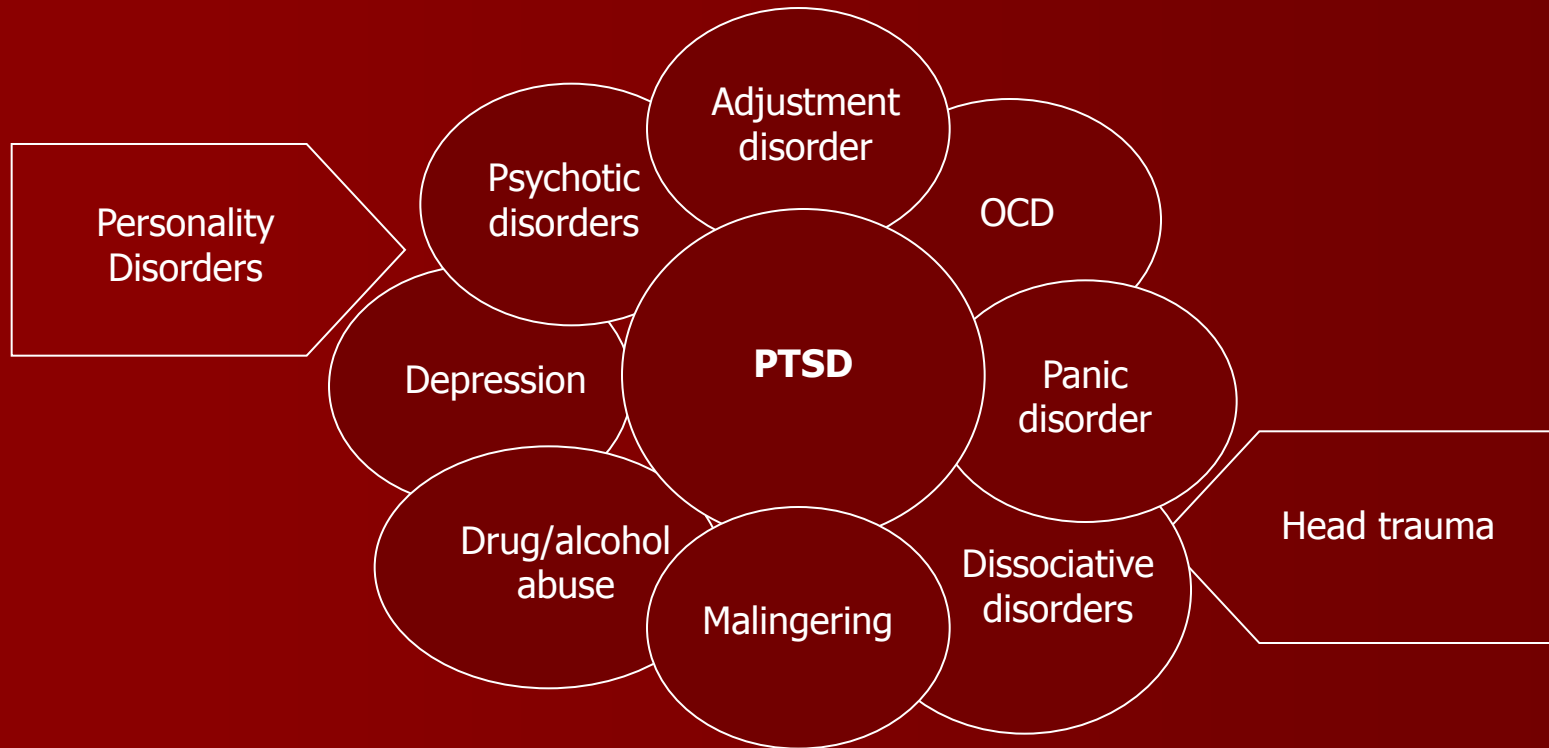 Adjustment
disorder
Psychotic
disorders
OCD
Personality
Disorders
PTSD
Depression
Panic
disorder
Drug/alcohol
abuse
Head trauma
Dissociative
disorders
Malingering